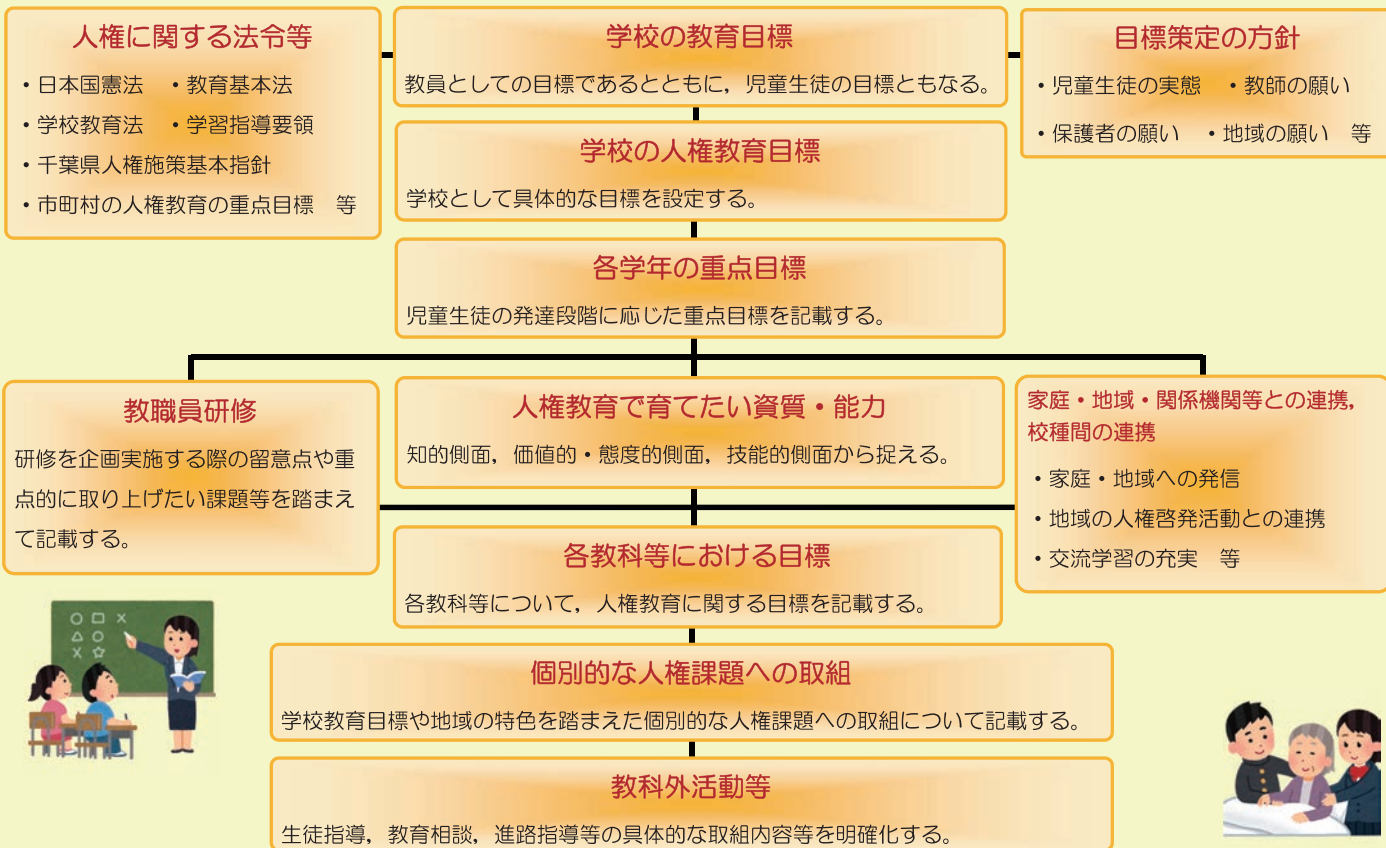 人権に関する法令等
・日本国憲法　・教育基本法
・学校教育法　・学習指導要領
・千葉県人権施策基本指針
・市町村の人権教育の重点目標　等
学校の教育目標
教員としての目標であるとともに，児童生徒の目標ともなる。
目標策定の方針
・児童生徒の実態　・教師の願い
・保護者の願い　・地域の願い　等
学校の人権教育目標
学校として具体的な目標を設定する。
各学年の重点目標
児童生徒の発達段階に応じた重点目標を記載する。
教職員研修
研修を企画実施する際の留意点や重
点的に取り上げたい課題等を踏まえ
て記載する。
人権教育で育てたい資質・能力
知的側面，価値的・態度的側面，技能的側面から捉える。
家庭・地域・関係機関等との連携，
校種間の連携
・家庭・地域への発信
・地域の人権啓発活動との連携
・交流学習の充実　等
各教科等における目標
各教科等について，人権教育に関する目標を記載する。
個別的な人権課題への取組
学校教育目標や地域の特色を踏まえた個別的な人権課題への取組について記載する。
教科外活動等
生徒指導，教育相談，進路指導等の具体的な取組内容等を明確化する。